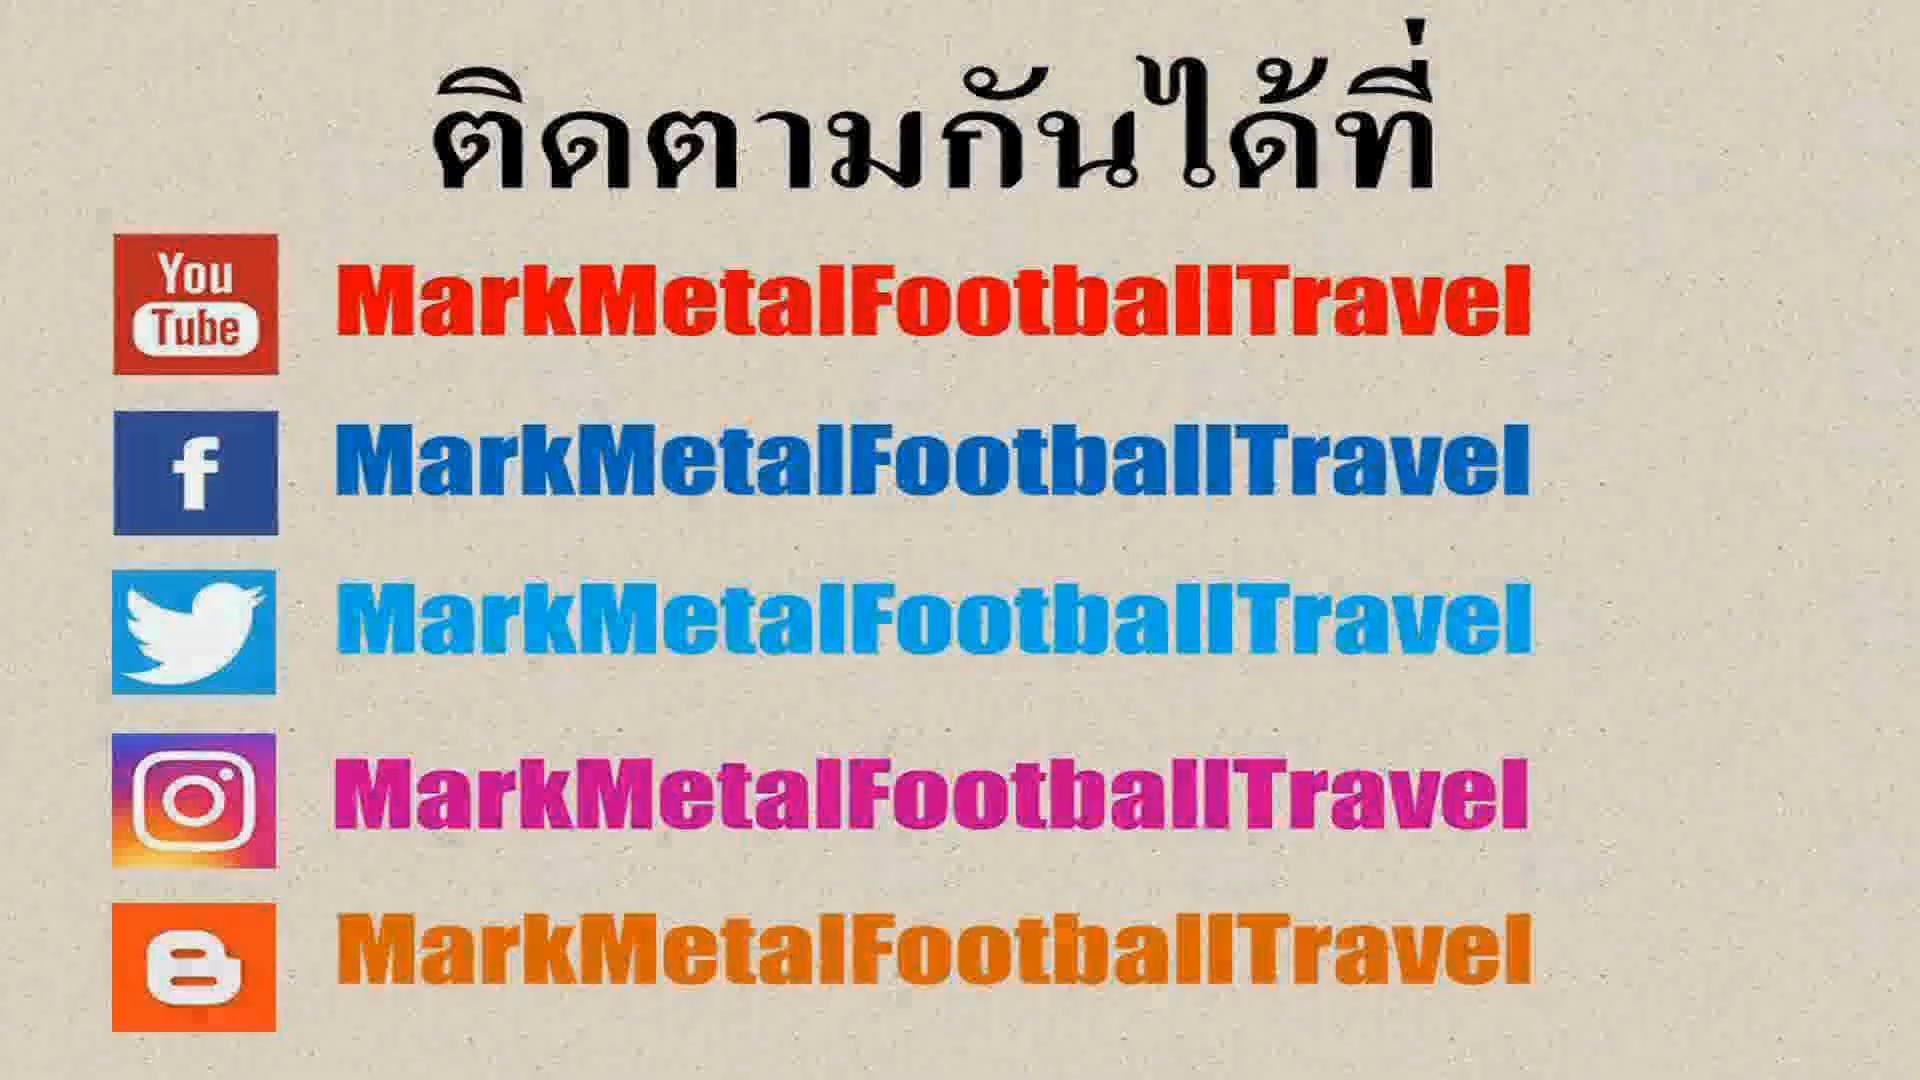 ติดตามกันได้ที่
You
Tube
MarkMetalFootballTravel
f
MarkMetalFootballTravel
MarkMetalFootballTravel
MarkMetalFootballTravel
B
MarkMetalFootballTravel